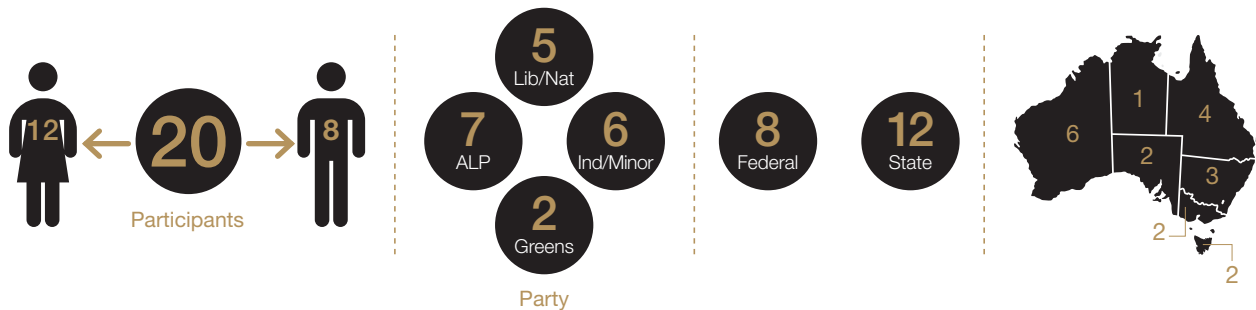 12
20
8
Participants
5
Lib/Nat
7
ALP
6
Ind/Minor
2
Greens
Party
8
Federal
12
State
6
1
4
2
3
2
2